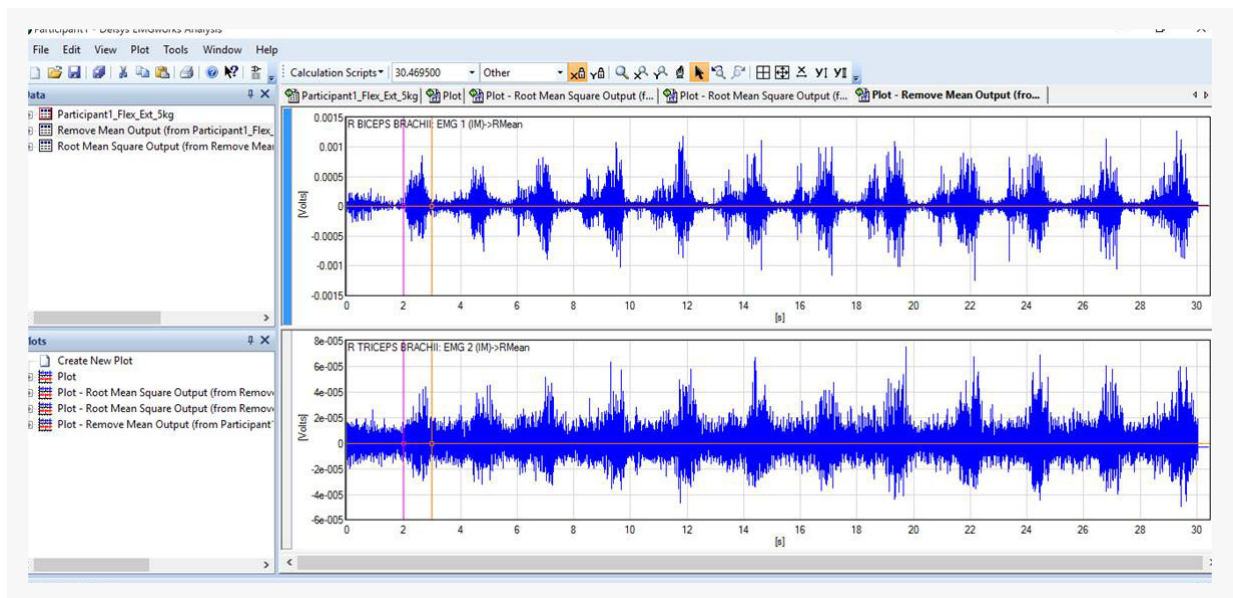 Participant1 - Delsys EMGworks Analysis
File Edit View Plot Tools Window Help
Calculation Scripts 30.469500 Other
Data
Participant1_Flex_Ext_5kg
Remove Mean Output (from Participant1_Flex_
Root Mean Square Output (from Remove Mea
Plots
Create New Plot
Plot
Plot - Root Mean Square Output (from Remov
Plot - Root Mean Square Output (from Remov
Plot - Remove Mean Output (from Participant
Participant1_Flex_Ext_5kg Plot Plot - Root Mean Square Output (f... Plot - Root Mean Square Output (f... Plot - Remove Mean Output (fro...
R BICEPS BRACHII: EMG 1 (IM)->RMean
0.0015
0.001
0.0005
0
-0.0005
-0.001
-0.0015
[Volts]
0 2 4 6 8 10 12 14 16 18 20 22 24 26 28 30
[s]
R TRICEPS BRACHII: EMG 2 (IM)->RMean
8e-005
6e-005
4e-005
2e-005
0
-2e-005
-4e-005
-6e-005
[Volts]
0 2 4 6 8 10 12 14 16 18 20 22 24 26 28 30
[s]